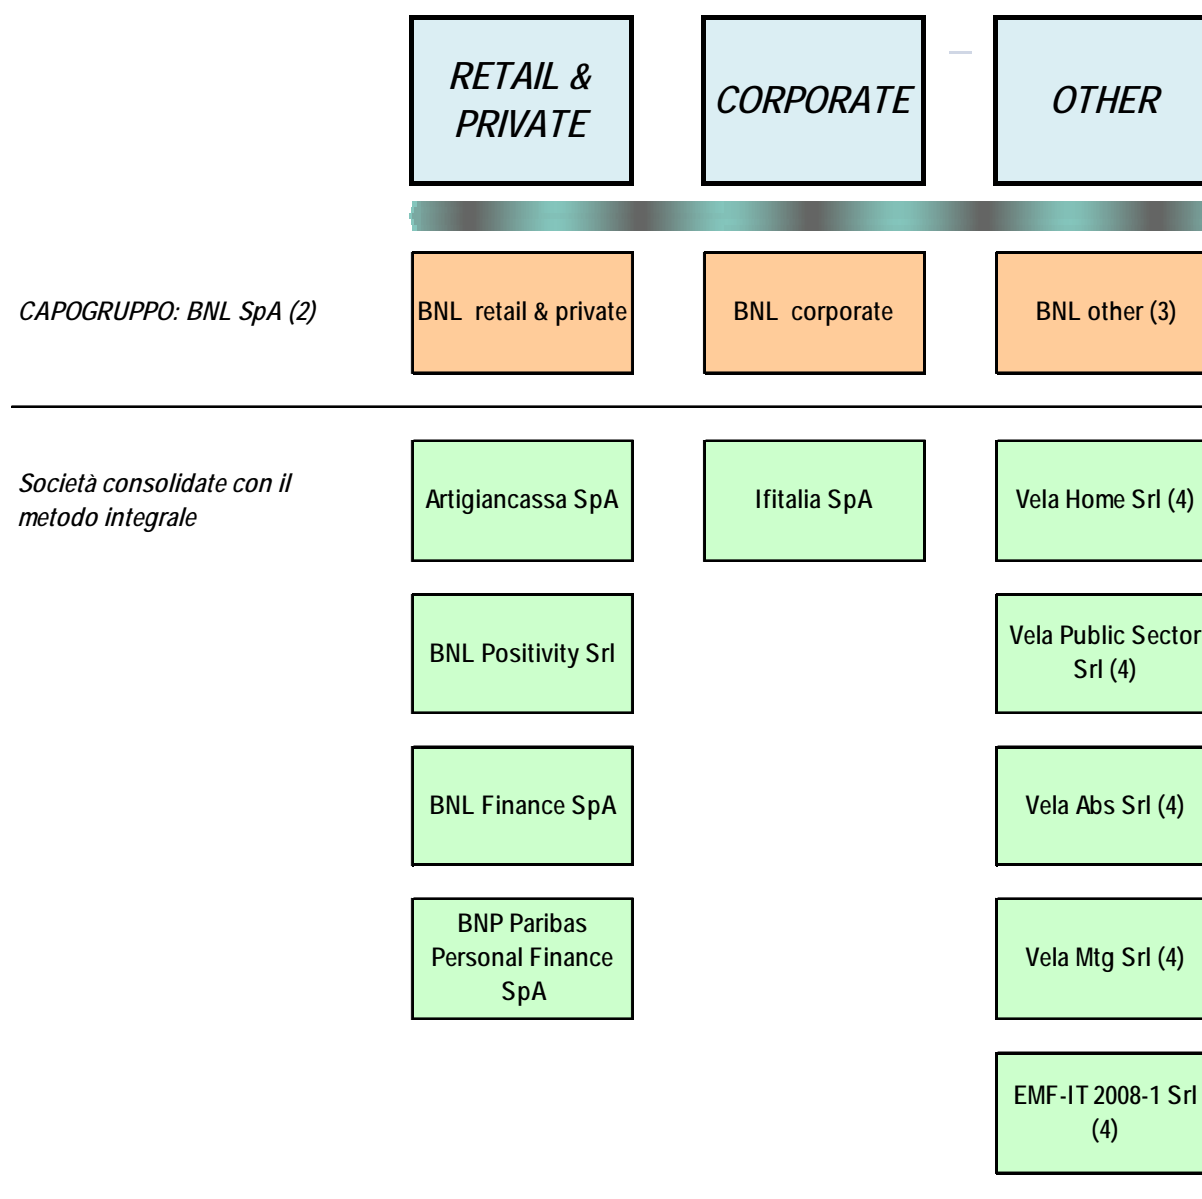 RETAIL &
PRIVATE
CORPORATE
OTHER
CAPOGRUPPO: BNL SpA (2)
BNL retail & private
BNL corporate
BNL other (3)
Società consolidate con il
metodo integrale
Artigiancassa SpA
Ifitalia SpA
Vela Home Srl (4)
BNL Positivity Srl
Vela Public Sector
Srl (4)
BNL Finance SpA
Vela Abs Srl (4)
BNP Paribas
Personal Finance
SpA
Vela Mtg Srl (4)
EMF-IT 2008-1 Srl
(4)